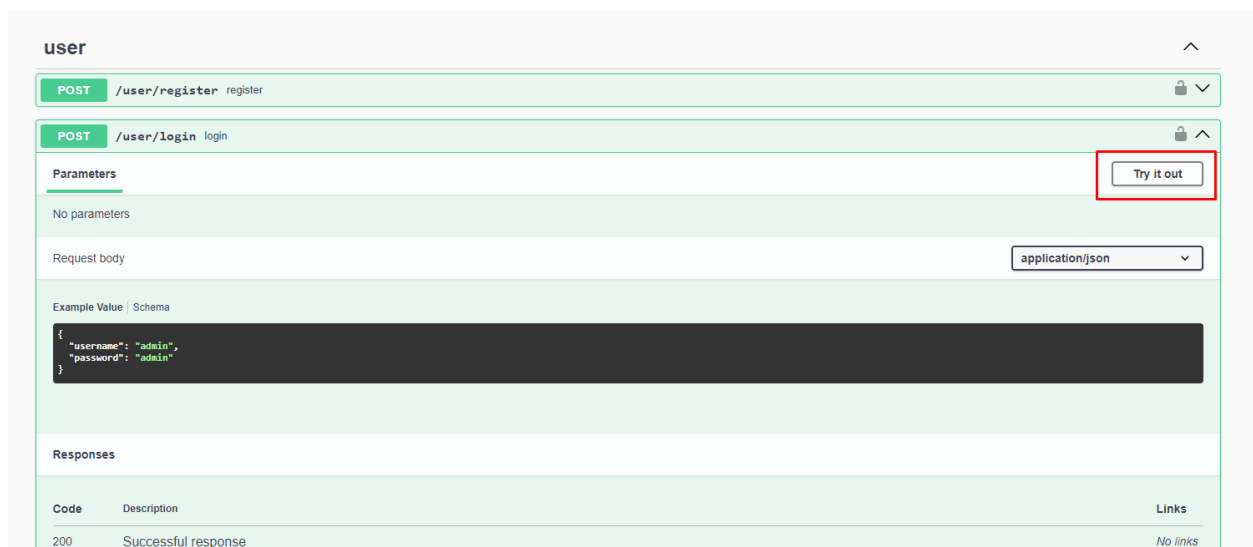 user
POST /user/register register
POST /user/login login
Parameters
Try it out
No parameters
Request body
application/json
Example Value | Schema
{
"username": "admin",
"password": "admin"
}
Responses
Code Description Links
200 Successful response No links